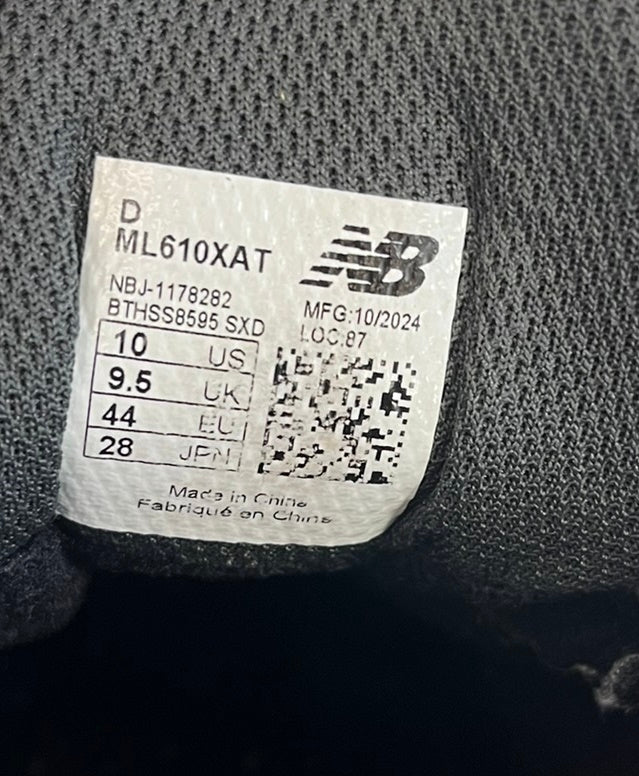 D
ML610XAT
NB
NBJ-1178282
BTHSS8595 SXD
MFG:10/2024
LOC:87
10 US
9.5 UK
44 EU
28 JPN
Made in China
Fabriqué en Chine